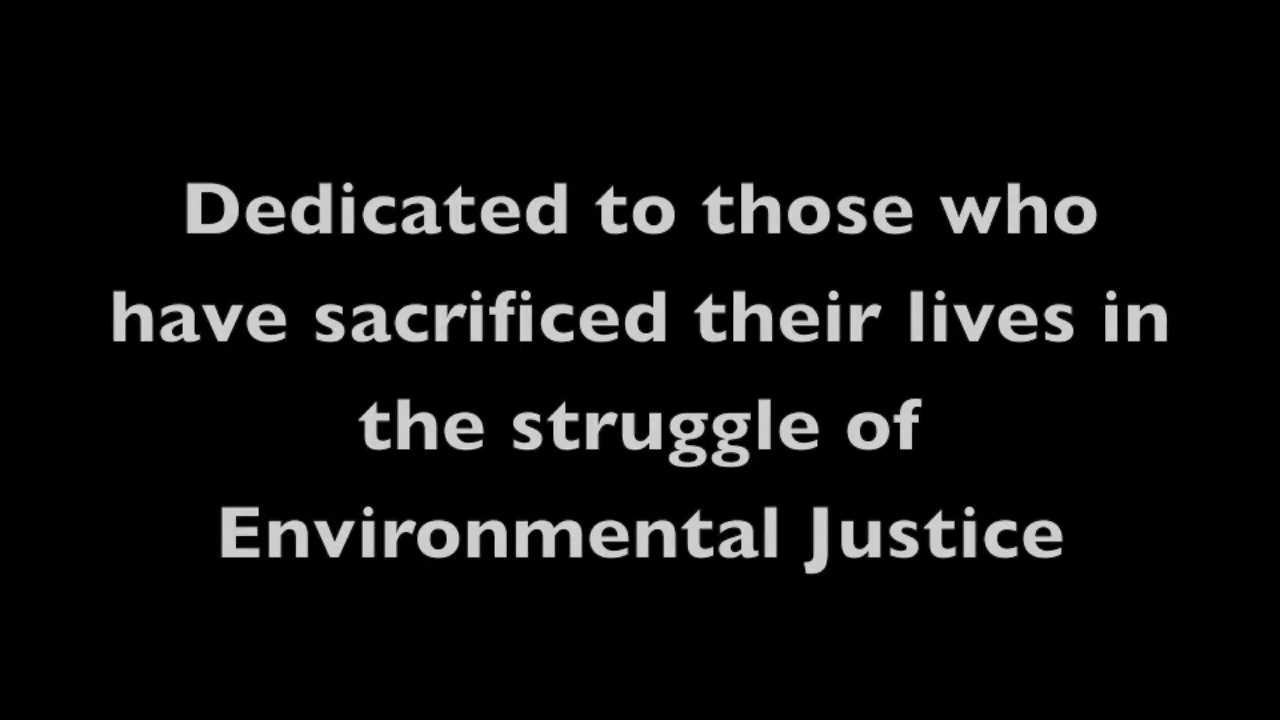 Dedicated to those who
have sacrificed their lives in
the struggle of
Environmental Justice